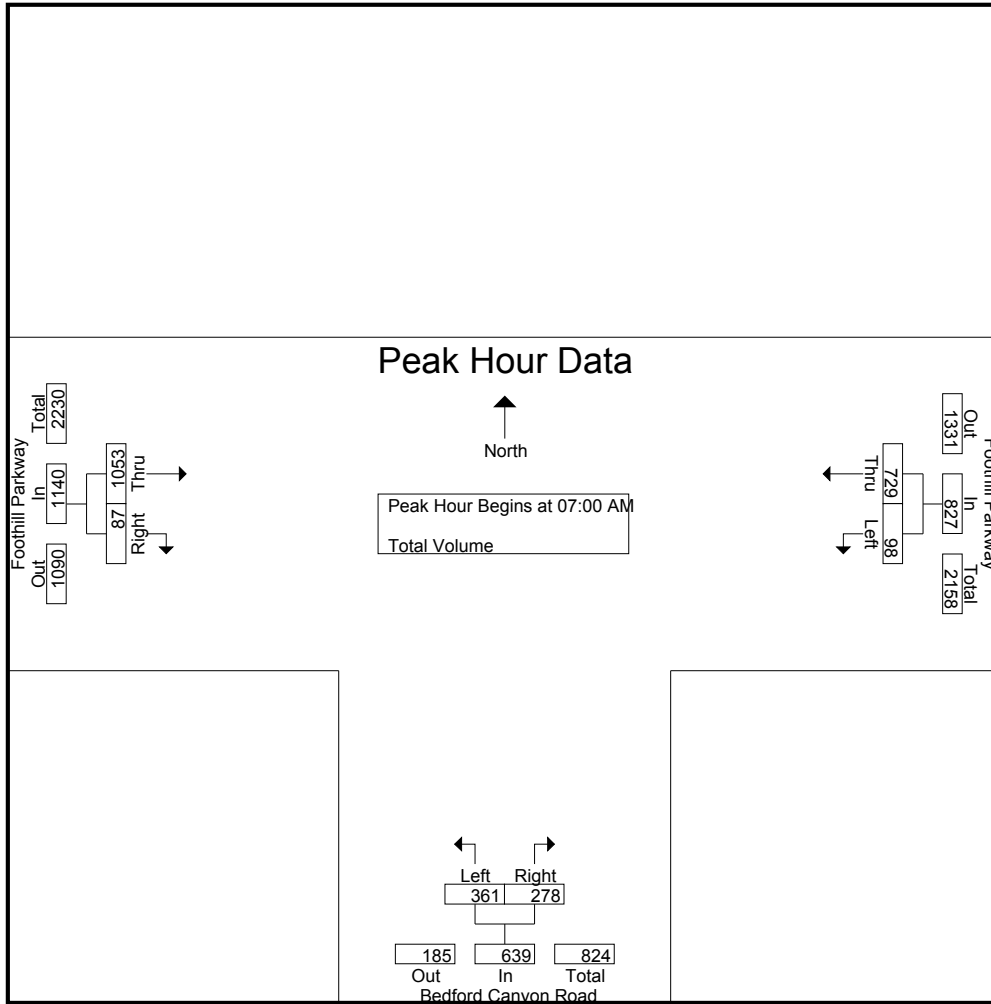 Peak Hour Data
North
Peak Hour Begins at 07:00 AM
Total Volume
Foothill Parkway
Out In Total
1090 1140 2230
Right Thru
87 1053
Foothill Parkway
Out In Total
1331 827 2158
Thru Left
729 98
Left Right
361 278
185 639 824
Out In Total
Bedford Canyon Road